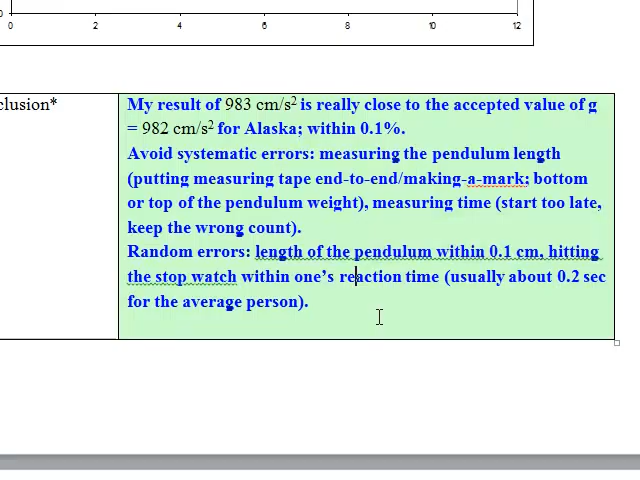 0
0 2 4 6 8 10 12
clusion*
My result of 983 cm/s² is really close to the accepted value of g
= 982 cm/s² for Alaska; within 0.1%.
Avoid systematic errors: measuring the pendulum length
(putting measuring tape end-to-end/making-a-mark; bottom
or top of the pendulum weight), measuring time (start too late,
keep the wrong count).
Random errors: length of the pendulum within 0.1 cm, hitting
the stop watch within one's reaction time (usually about 0.2 sec
for the average person).